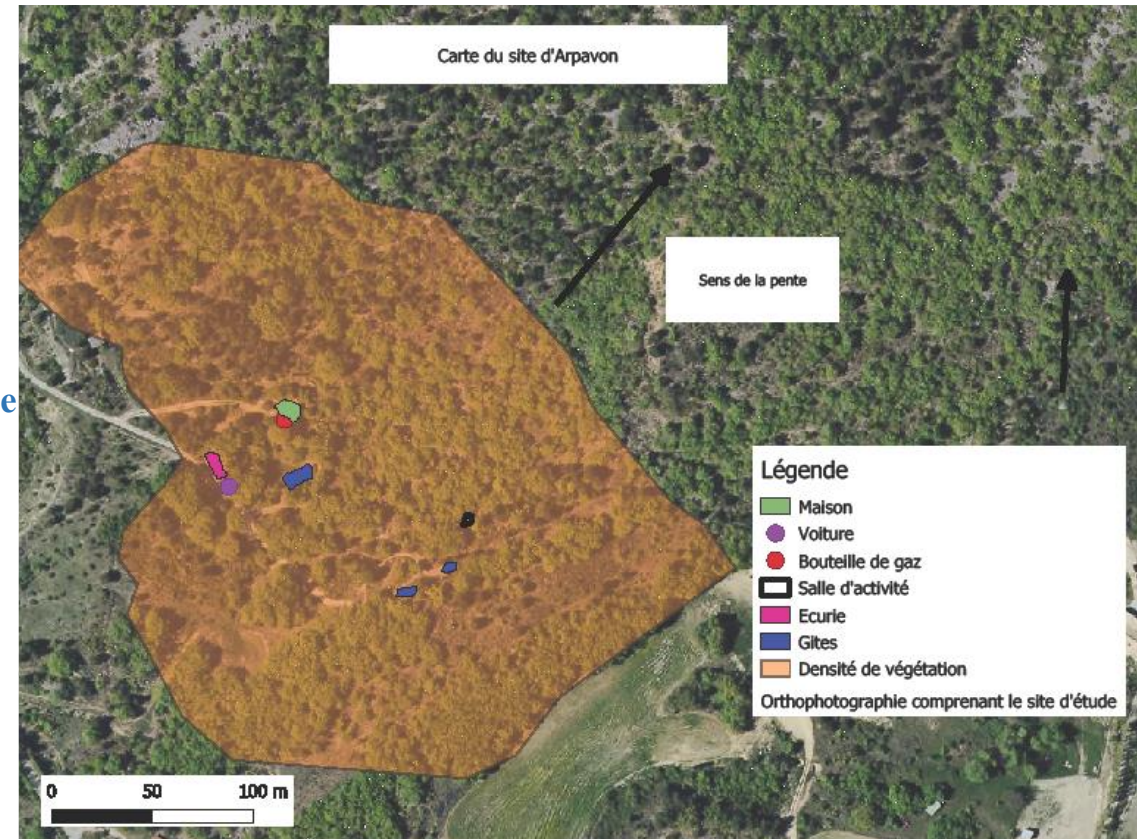 Carte du site d'Arpavon
Sens de la pente
e
Légende
Maison
Voiture
Bouteille de gaz
Salle d'activité
Ecurie
Gites
Densité de végétation
Orthophotographie comprenant le site d'étude
0 50 100 m